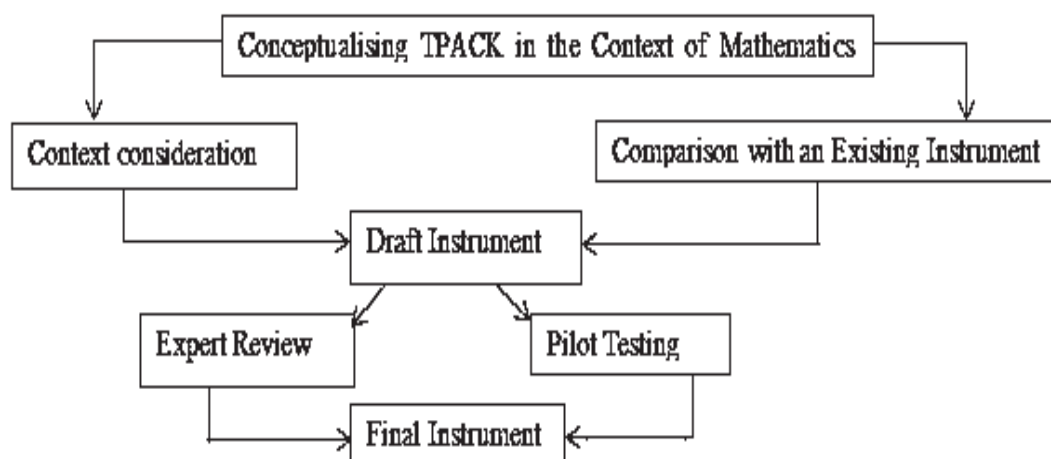 Conceptualising TPACK in the Context of Mathematics
Context consideration
Comparison with an Existing Instrument
Draft Instrument
Expert Review
Pilot Testing
Final Instrument